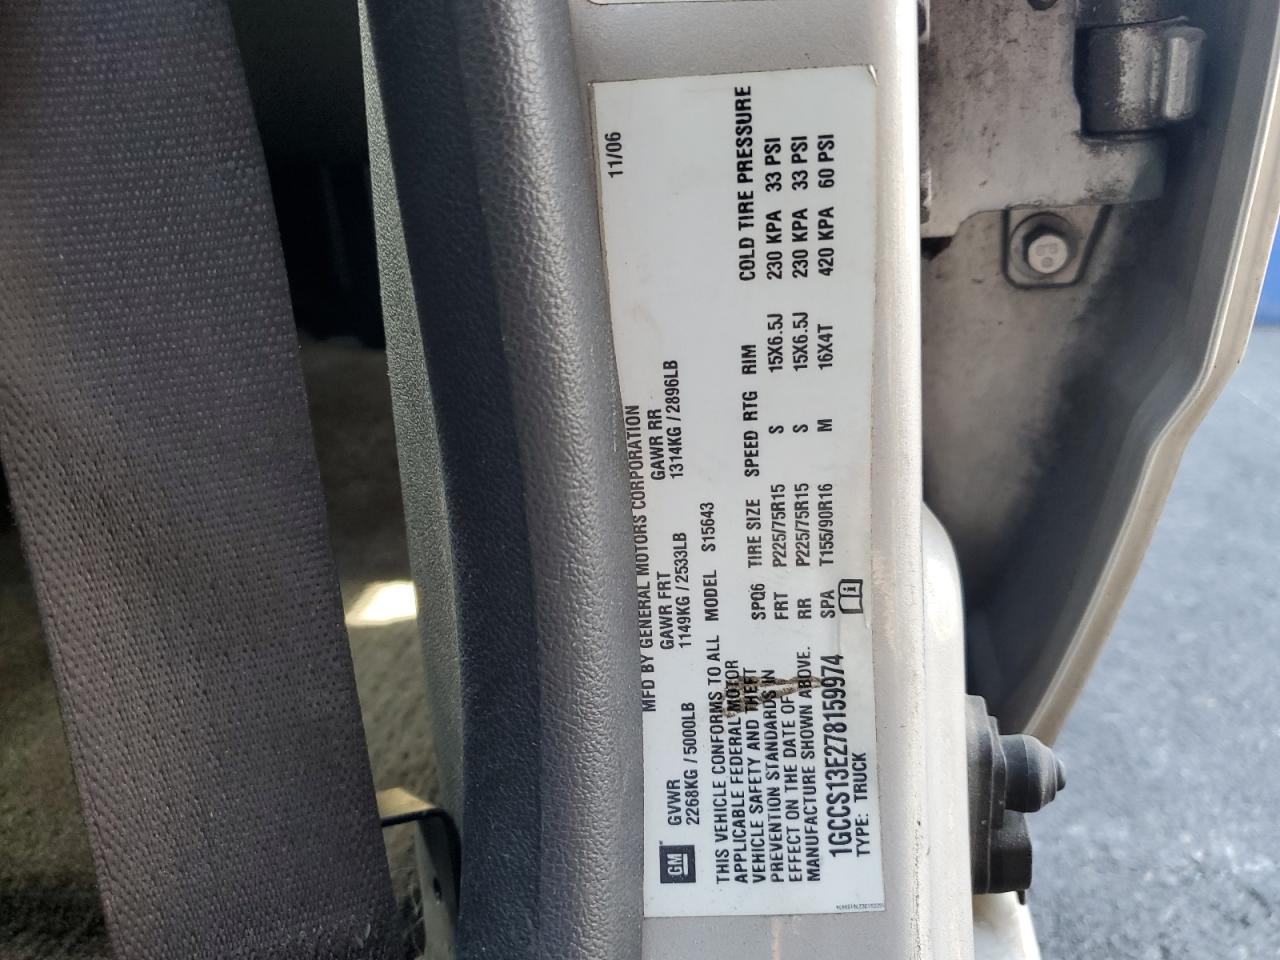 11/06
MFD BY GENERAL MOTORS CORPORATION
GVWR GAWR FRT GAWR RR
2268KG / 5000LB 1149KG / 2533LB 1314KG / 2896LB
GM
THIS VEHICLE CONFORMS TO ALL
APPLICABLE FEDERAL MOTOR
VEHICLE SAFETY AND THEFT
PREVENTION STANDARDS IN
EFFECT ON THE DATE OF
MANUFACTURE SHOWN ABOVE.
1GCCS13E278159974
TYPE: TRUCK
MODEL S15643
SPQ6 TIRE SIZE SPEED RTG RIM COLD TIRE PRESSURE
FRT P225/75R15 S 15X6.5J 230 KPA 33 PSI
RR P225/75R15 S 15X6.5J 230 KPA 33 PSI
SPA T155/90R16 M 16X4T 420 KPA 60 PSI